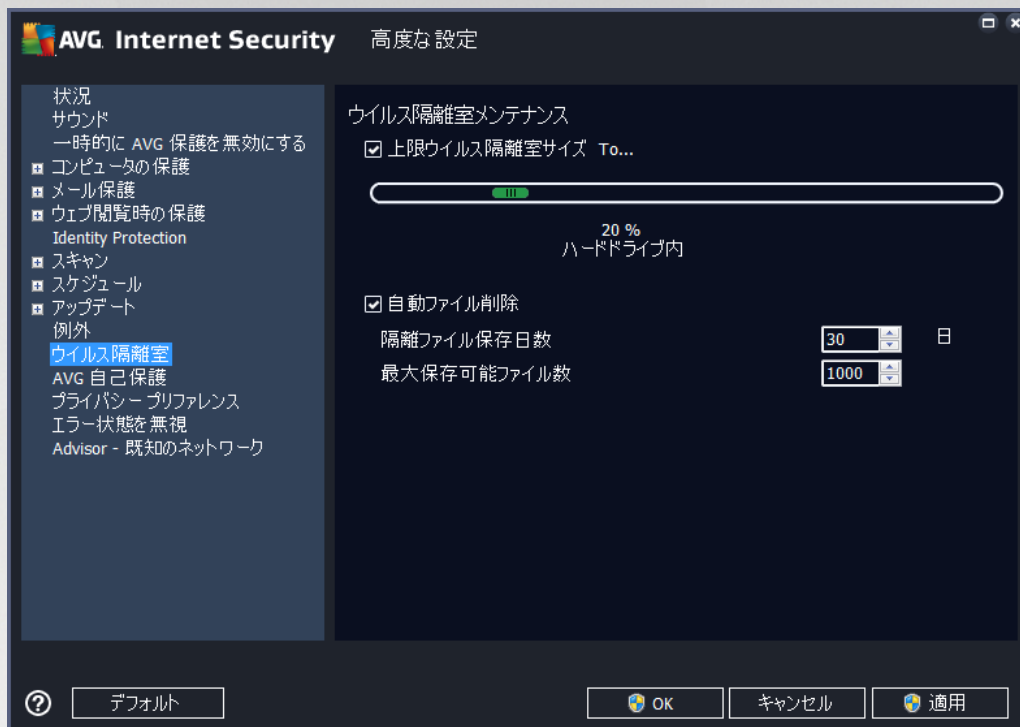 AVG Internet Security 高度な設定
状況
サウンド
一時的に AVG 保護を無効にする
コンピュータの保護
メール保護
ウェブ閲覧時の保護
Identity Protection
スキャン
スケジュール
アップデート
例外
ウイルス隔離室
AVG 自己保護
プライバシー プリファレンス
エラー状態を無視
Advisor - 既知のネットワーク
ウイルス隔離室メンテナンス
上限ウイルス隔離室サイズ To...
20 %
ハードドライブ内
自動ファイル削除
隔離ファイル保存日数 30 日
最大保存可能ファイル数 1000
デフォルト OK キャンセル 適用